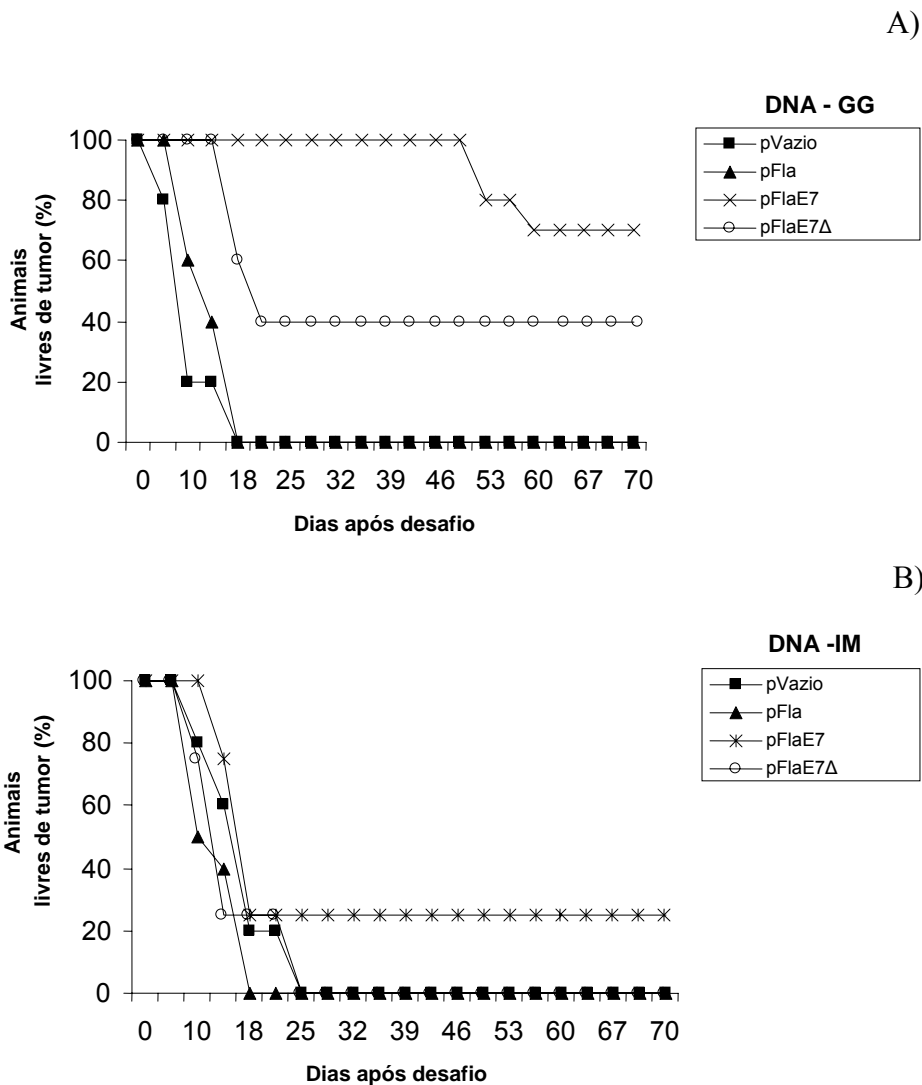 A)
DNA - GG
pVazio
pFla
pFlaE7
pFlaE7Δ
Animais
livres de tumor (%)
100
80
60
40
20
0
0 10 18 25 32 39 46 53 60 67 70
Dias após desafio
B)
DNA -IM
pVazio
pFla
pFlaE7
pFlaE7Δ
Animais
livres de tumor (%)
100
80
60
40
20
0
0 10 18 25 32 39 46 53 60 67 70
Dias após desafio